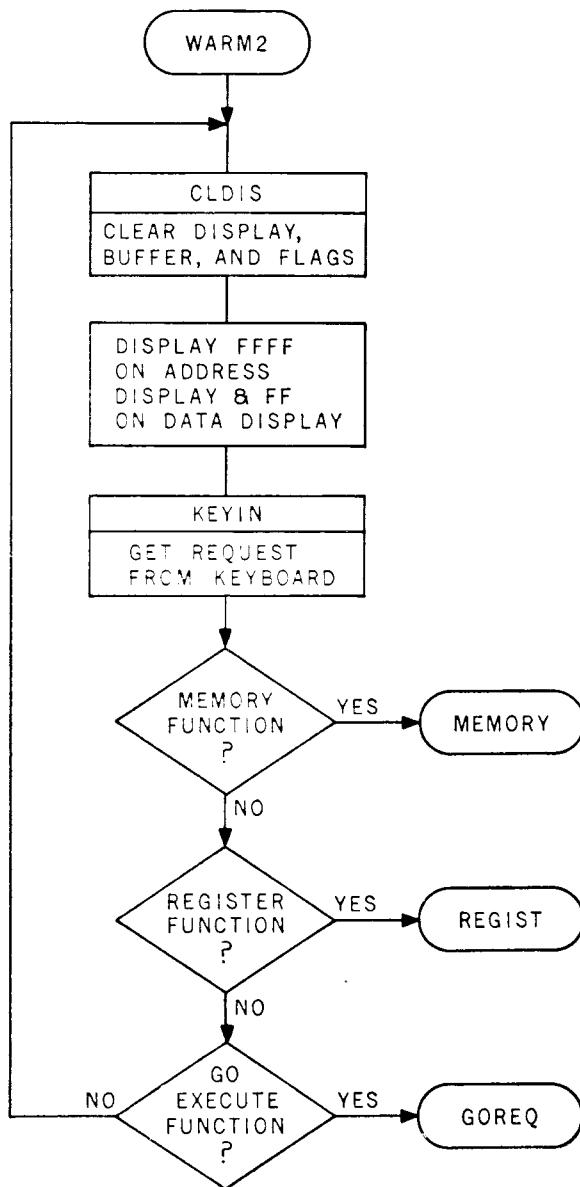 WARM2
CLDIS
CLEAR DISPLAY,
BUFFER, AND FLAGS
DISPLAY FFFF
ON ADDRESS
DISPLAY & FF
ON DATA DISPLAY
KEYIN
GET REQUEST
FROM KEYBOARD
MEMORY
FUNCTION
?
YES
MEMORY
NO
REGISTER
FUNCTION
?
YES
REGIST
NO
GO
EXECUTE
FUNCTION
?
NO
YES
GOREQ